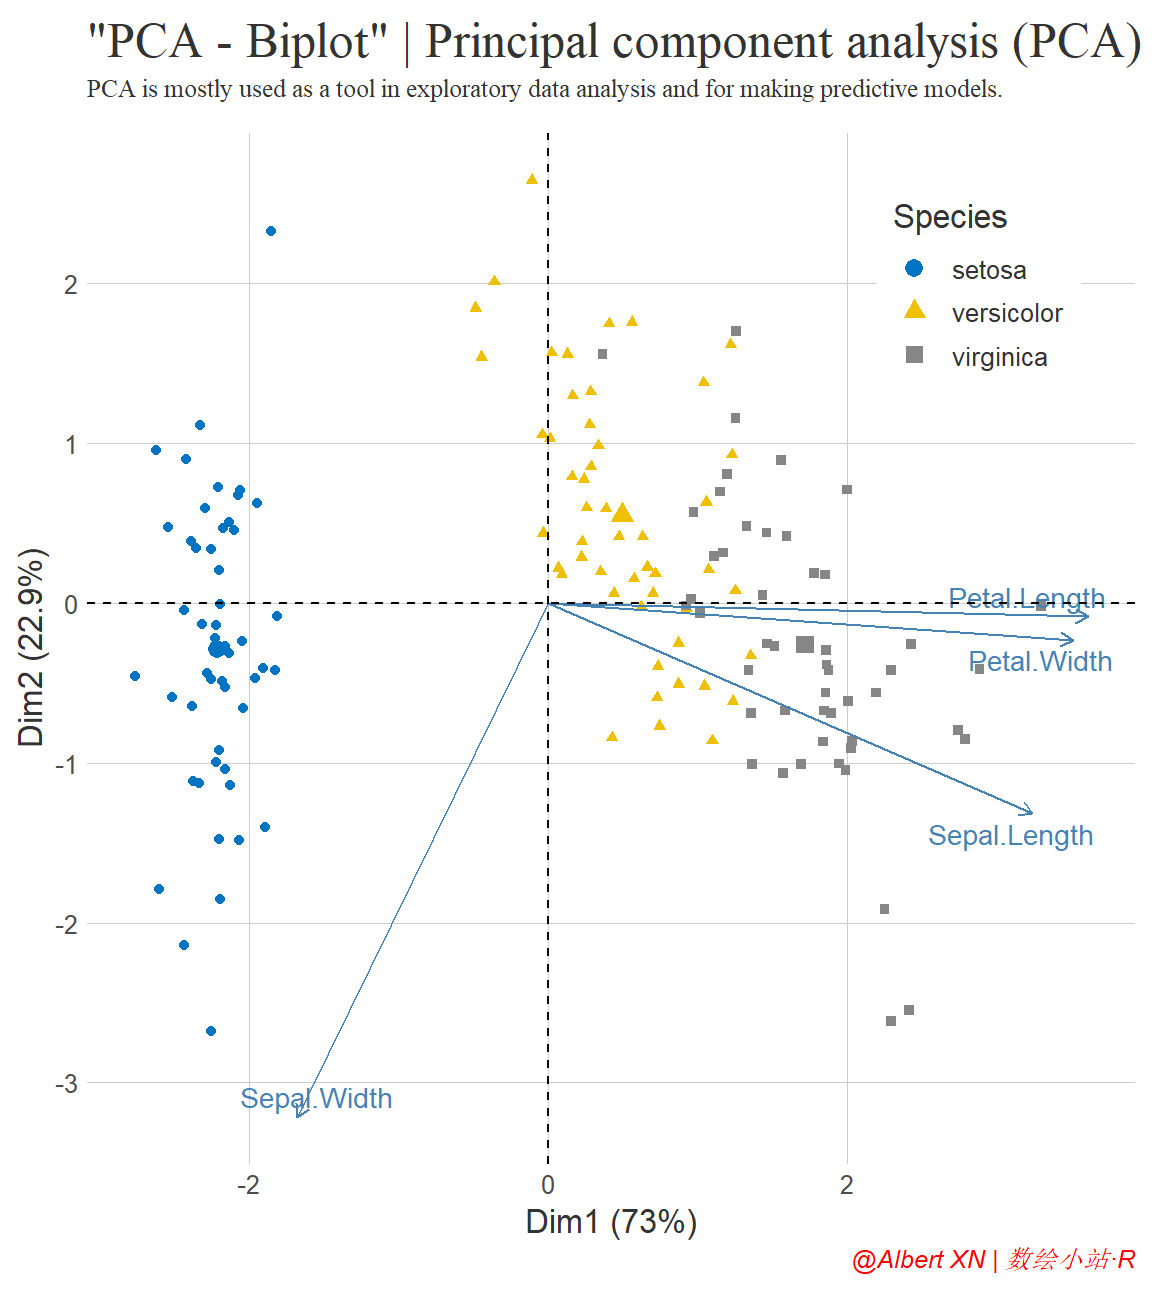 "PCA - Biplot" | Principal component analysis (PCA)
PCA is mostly used as a tool in exploratory data analysis and for making predictive models.
Species
setosa
versicolor
virginica
2
1
0
-1
-2
-3
Dim2 (22.9%)
Petal.Length
Petal.Width
Sepal.Length
Sepal.Width
-2
0
2
Dim1 (73%)
@Albert XN | 数绘小站·R